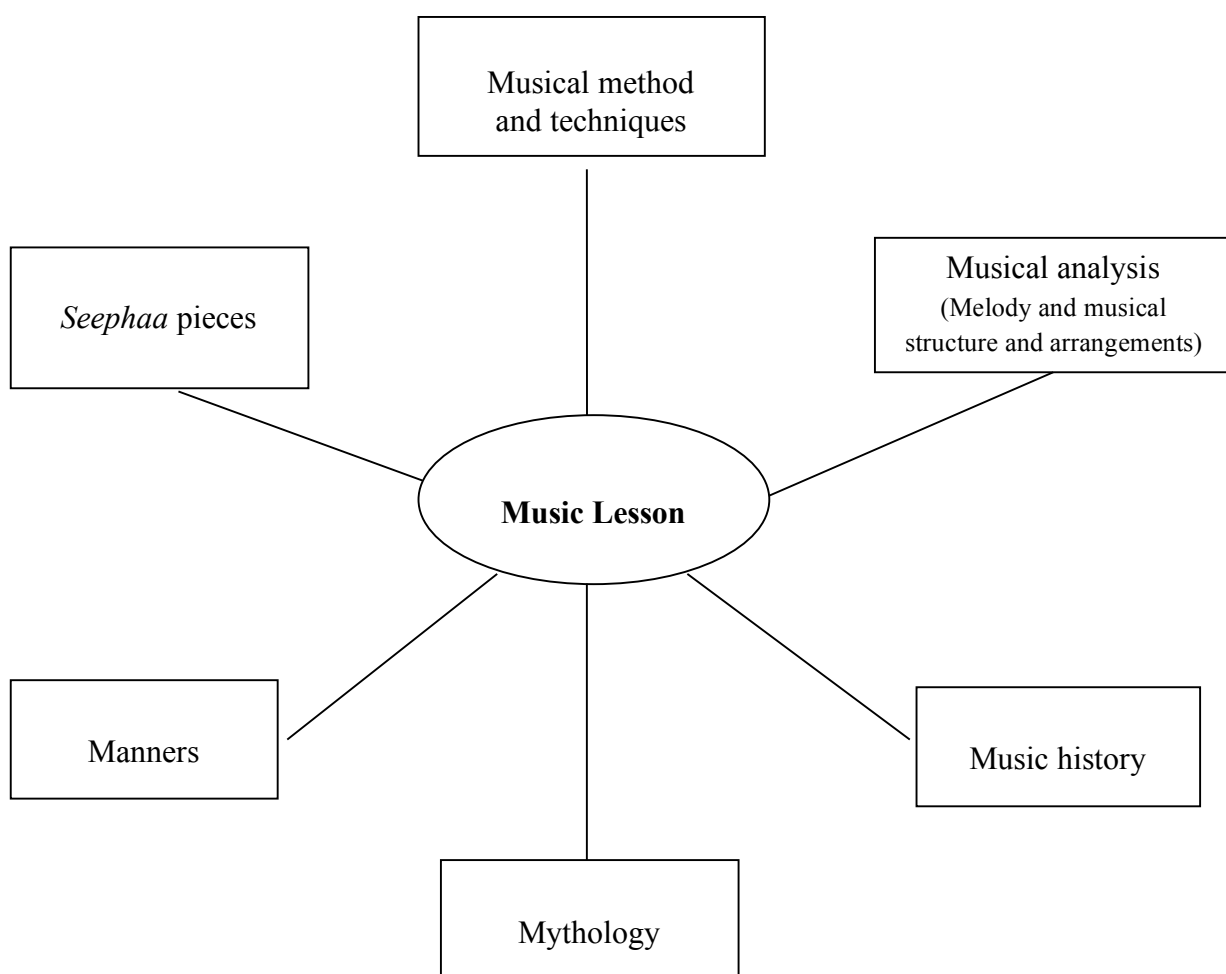 Musical method
and techniques
Seephaa pieces
Musical analysis
(Melody and musical
structure and arrangements)
Music Lesson
Manners
Music history
Mythology